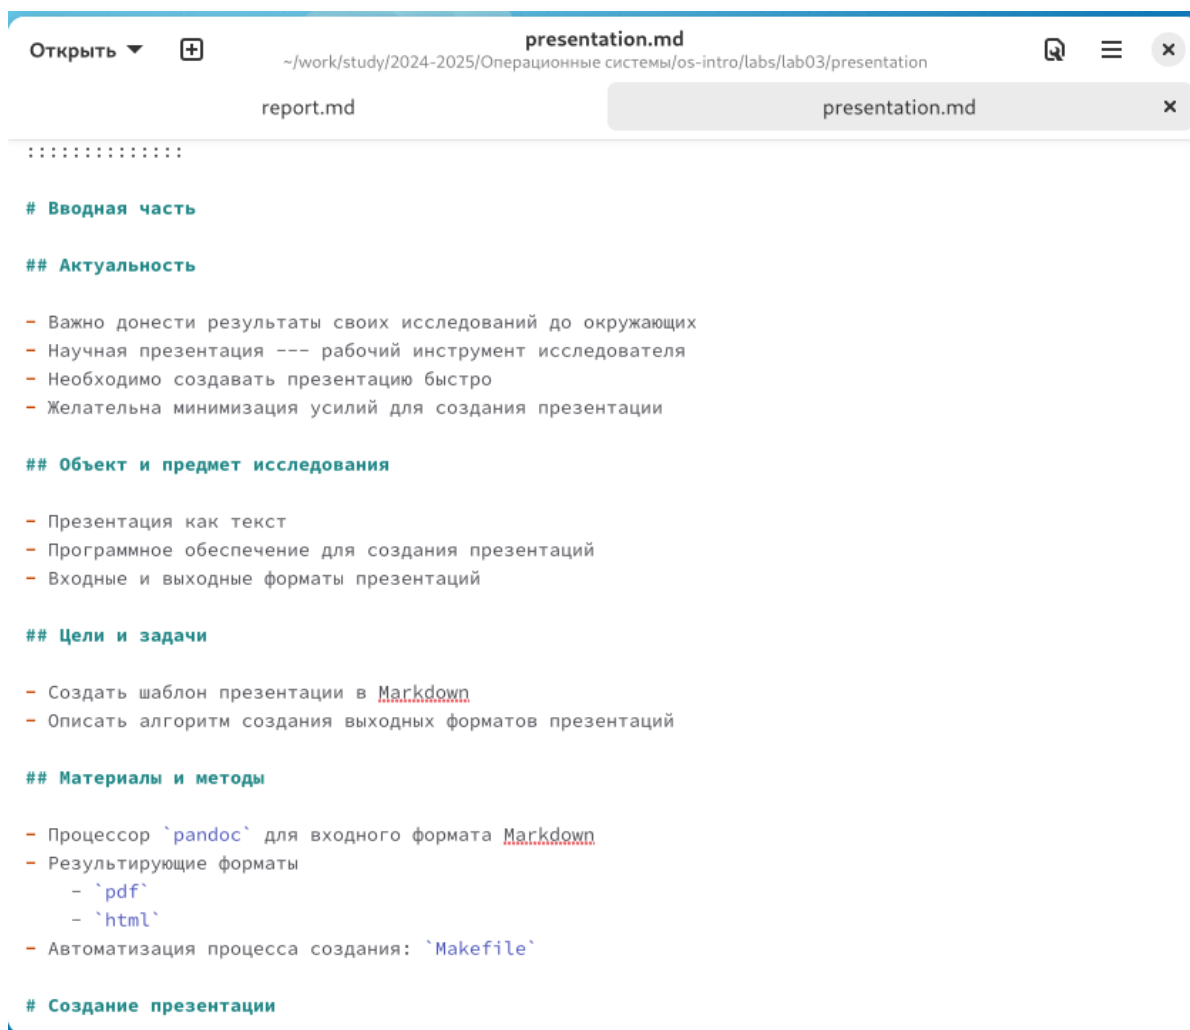 Открыть
presentation.md
~/work/study/2024-2025/Операционные системы/os-intro/labs/lab03/presentation
report.md
presentation.md
::::::::::::::
# Вводная часть
## Актуальность
- Важно донести результаты своих исследований до окружающих
- Научная презентация --- рабочий инструмент исследователя
- Необходимо создавать презентацию быстро
- Желательна минимизация усилий для создания презентации
## Объект и предмет исследования
- Презентация как текст
- Программное обеспечение для создания презентаций
- Входные и выходные форматы презентаций
## Цели и задачи
- Создать шаблон презентации в Markdown
- Описать алгоритм создания выходных форматов презентаций
## Материалы и методы
- Процессор `pandoc` для входного формата Markdown
- Результирующие форматы
    - `pdf`
    - `html`
- Автоматизация процесса создания: `Makefile`
# Создание презентации